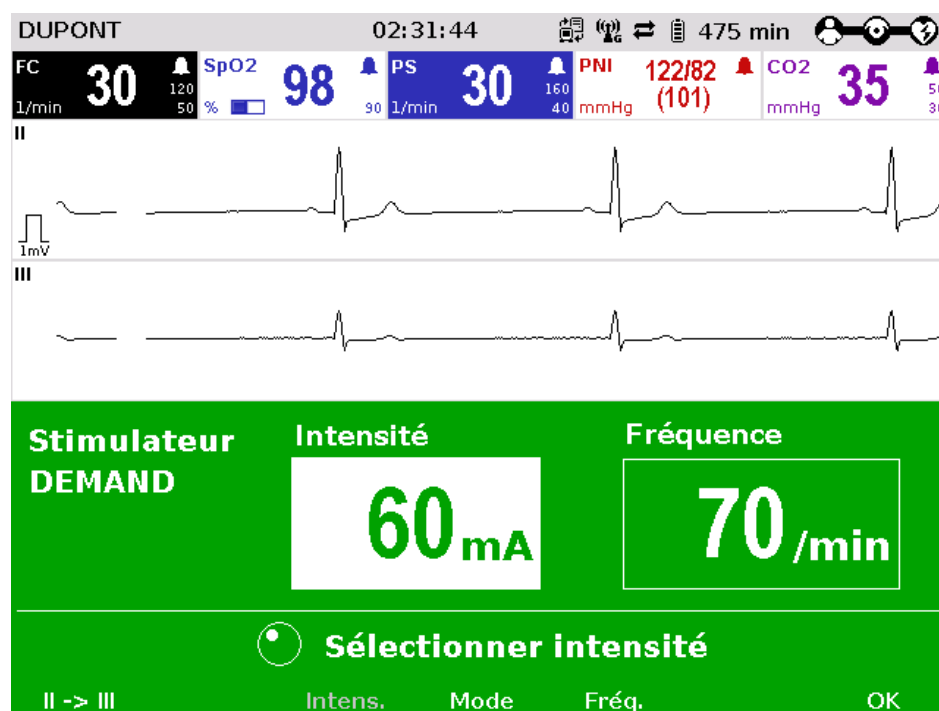 DUPONT 02:31:44 475 min
FC 30 120 50 1/min
SpO2 98 90 %
PS 30 160 40 1/min
PNI 122/82 (101) mmHg
CO2 35 mmHg
II
1mV
III
Stimulateur DEMAND
Intensité
60 mA
Fréquence
70 /min
Sélectionner intensité
II -> III Intens. Mode Fréq. OK